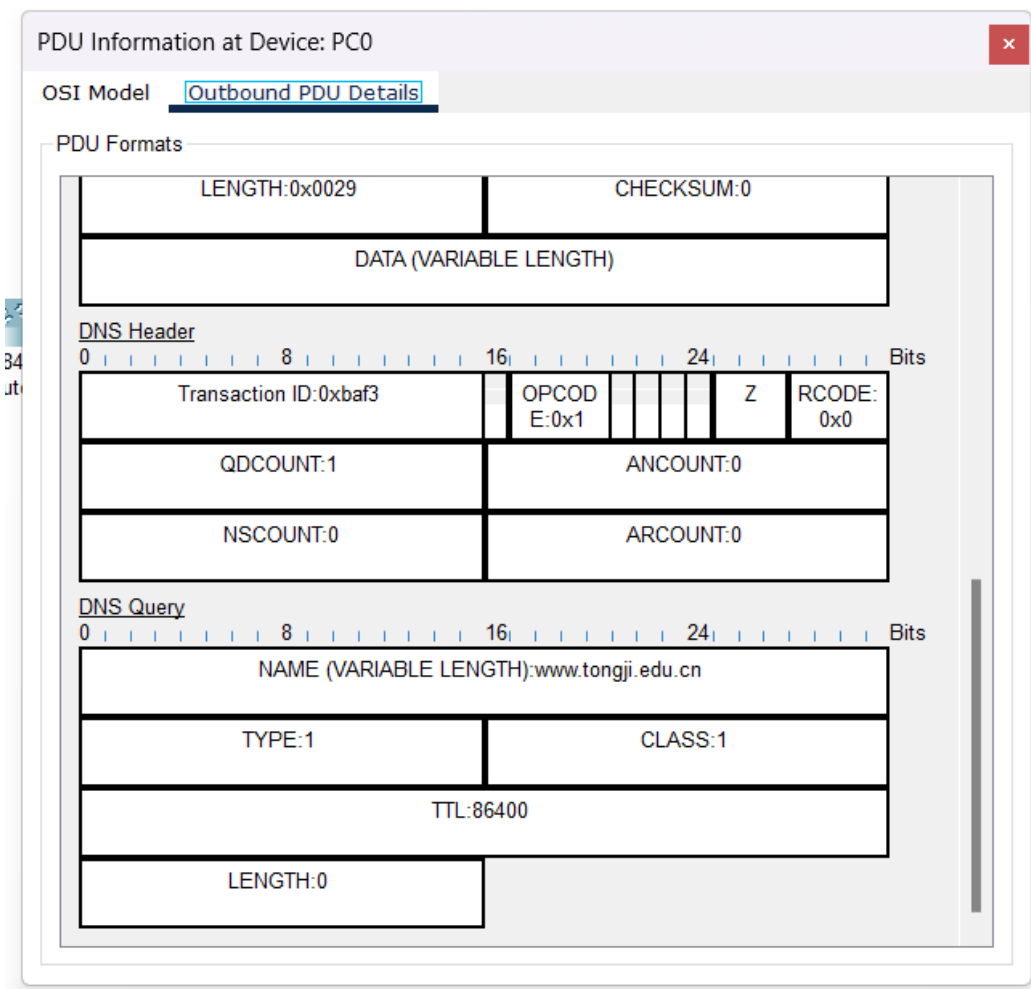 PDU Information at Device: PC0
OSI Model Outbound PDU Details
PDU Formats
LENGTH:0x0029 CHECKSUM:0
DATA (VARIABLE LENGTH)
DNS Header
0 8 16 24 Bits
Transaction ID:0xbaf3 OPCOD Z RCODE:
E:0x1 0x0
QDCOUNT:1 ANCOUNT:0
NSCOUNT:0 ARCOUNT:0
DNS Query
0 8 16 24 Bits
NAME (VARIABLE LENGTH):www.tongji.edu.cn
TYPE:1 CLASS:1
TTL:86400
LENGTH:0